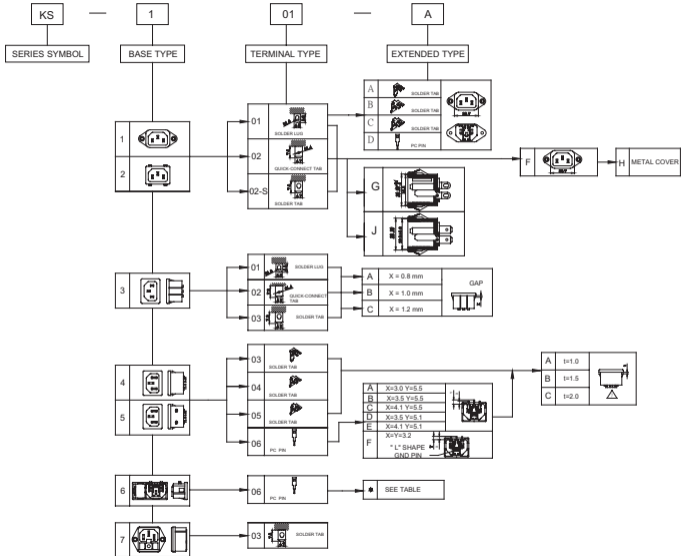 KS — 1 01 — A
SERIES SYMBOL BASE TYPE TERMINAL TYPE EXTENDED TYPE
A SOLDER TAB
B SOLDER TAB
C SOLDER TAB
D PC PIN
1
2
01 SOLDER LUG
02 QUICK-CONNECT TAB
02-S SOLDER TAB
F H METAL COVER
G
J
3
01 SOLDER LUG
02 QUICK-CONNECT TAB
03 SOLDER TAB
A X = 0.8 mm
B X = 1.0 mm
C X = 1.2 mm
GAP
4
5
03 SOLDER TAB
04 SOLDER TAB
05 SOLDER TAB
06 PC PIN
A X=3.0 Y=5.5
B X=3.5 Y=5.5
C X=4.1 Y=5.5
D X=3.5 Y=5.1
E X=4.1 Y=5.1
F X=Y=3.2
" L" SHAPE
GND PIN
A t=1.0
B t=1.5
C t=2.0
6
06 PC PIN
* SEE TABLE
7
03 SOLDER TAB